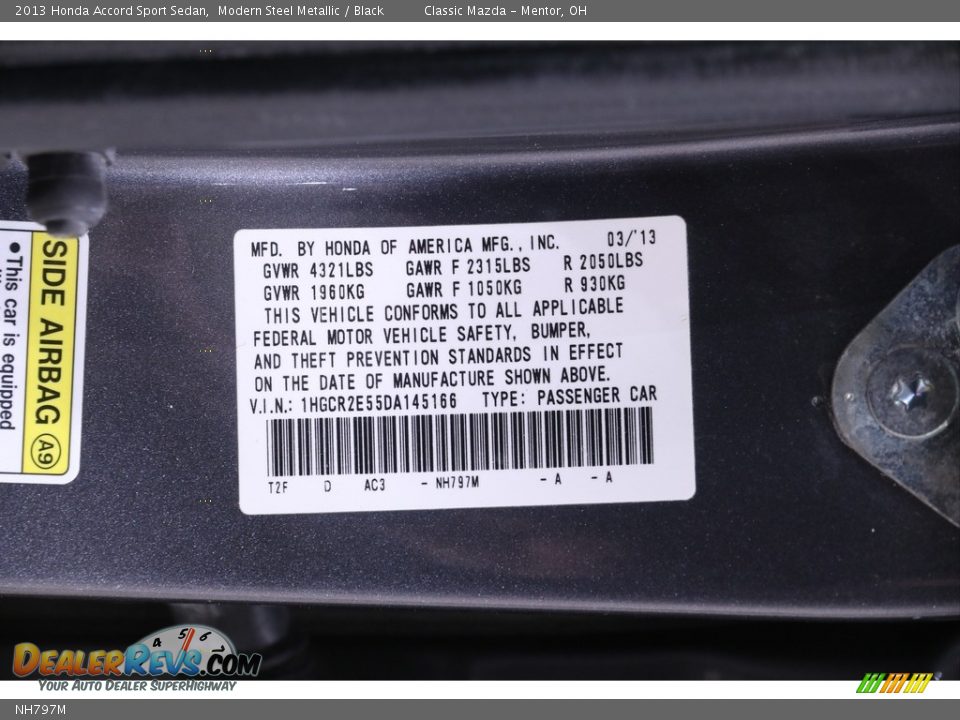 2013 Honda Accord Sport Sedan, Modern Steel Metallic / Black Classic Mazda – Mentor, OH
MFD. BY HONDA OF AMERICA MFG., INC. 03/'13
GVWR 4321LBS GAWR F 2315LBS R 2050LBS
GVWR 1960KG GAWR F 1050KG R 930KG
THIS VEHICLE CONFORMS TO ALL APPLICABLE
FEDERAL MOTOR VEHICLE SAFETY, BUMPER,
AND THEFT PREVENTION STANDARDS IN EFFECT
ON THE DATE OF MANUFACTURE SHOWN ABOVE.
V.I.N.: 1HGCR2E55DA145166 TYPE: PASSENGER CAR
T2F D AC3 - NH797M - A - A
SIDE AIRBAG A9
●This car is equipped
4 5 6
DEALERREVS.COM
YOUR AUTO DEALER SUPERHIGHWAY
NH797M